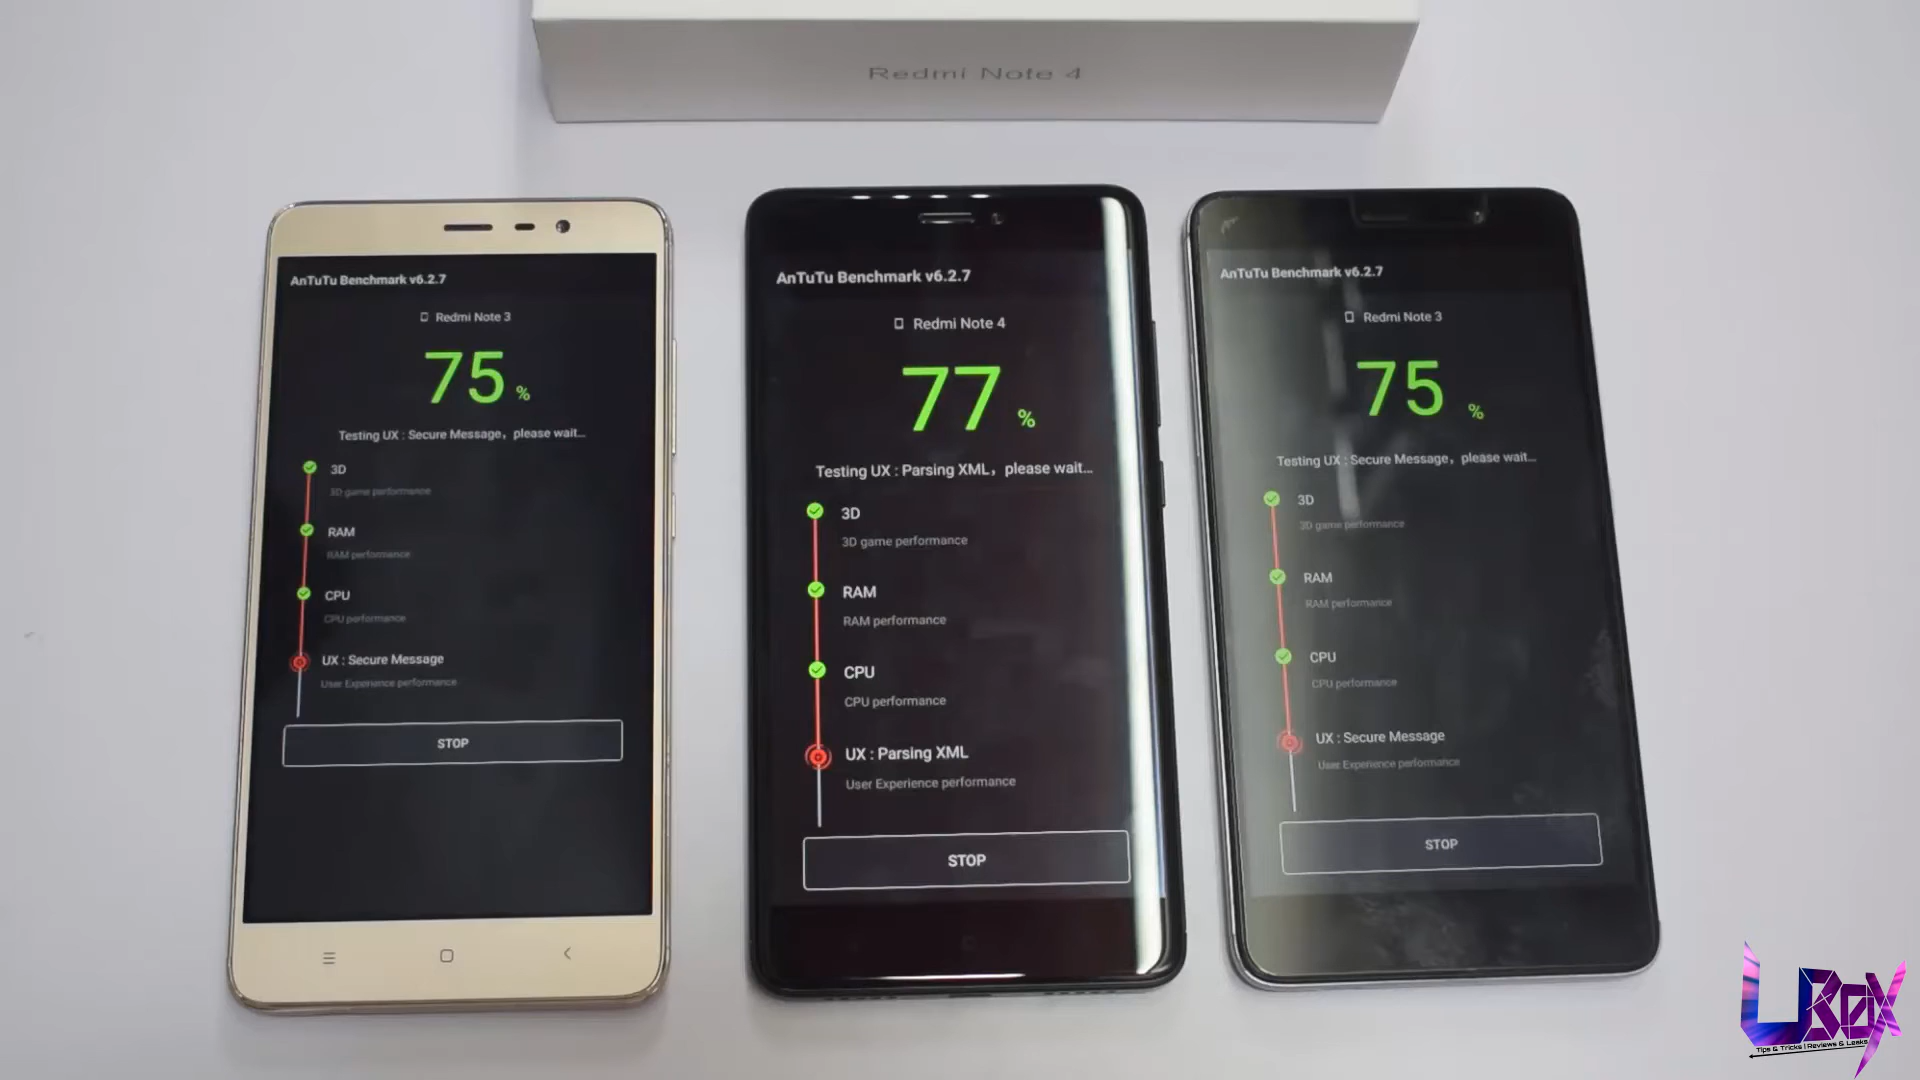 Redmi Note 4
AnTuTu Benchmark v6.2.7
Redmi Note 3
75 %
Testing UX : Secure Message, please wait...
3D
3D game performance
RAM
RAM performance
CPU
CPU performance
UX : Secure Message
User Experience performance
STOP
AnTuTu Benchmark v6.2.7
Redmi Note 4
77 %
Testing UX : Parsing XML, please wait...
3D
3D game performance
RAM
RAM performance
CPU
CPU performance
UX : Parsing XML
User Experience performance
STOP
AnTuTu Benchmark v6.2.7
Redmi Note 3
75 %
Testing UX : Secure Message, please wait...
3D
3D game performance
RAM
RAM performance
CPU
CPU performance
UX : Secure Message
User Experience performance
STOP
UBOX
Tips & Tricks | Reviews & Leaks